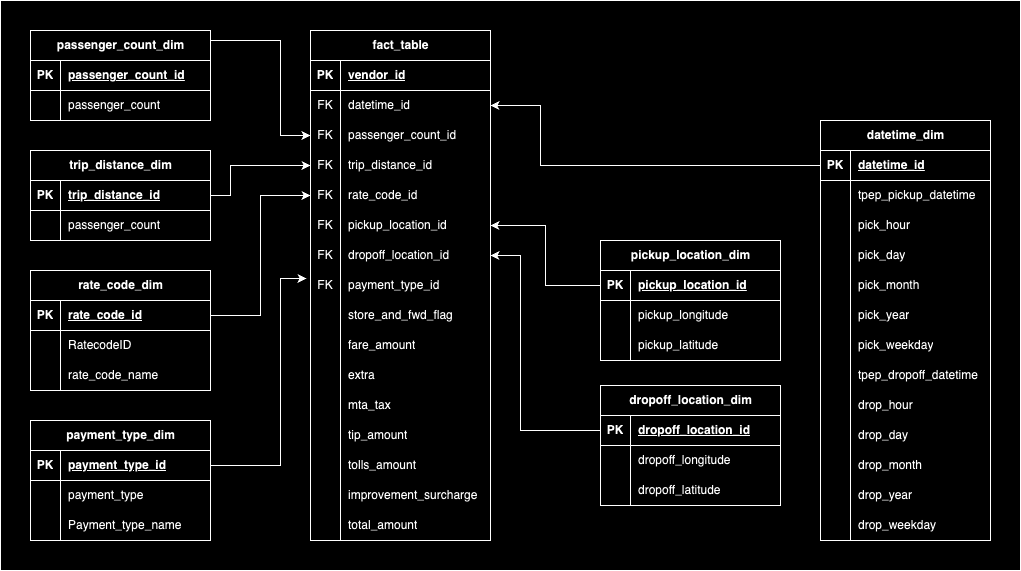 passenger_count_dim
PK passenger_count_id
passenger_count
trip_distance_dim
PK trip_distance_id
passenger_count
rate_code_dim
PK rate_code_id
RatecodeID
rate_code_name
payment_type_dim
PK payment_type_id
payment_type
Payment_type_name
fact_table
PK vendor_id
FK datetime_id
FK passenger_count_id
FK trip_distance_id
FK rate_code_id
FK pickup_location_id
FK dropoff_location_id
FK payment_type_id
store_and_fwd_flag
fare_amount
extra
mta_tax
tip_amount
tolls_amount
improvement_surcharge
total_amount
pickup_location_dim
PK pickup_location_id
pickup_longitude
pickup_latitude
dropoff_location_dim
PK dropoff_location_id
dropoff_longitude
dropoff_latitude
datetime_dim
PK datetime_id
tpep_pickup_datetime
pick_hour
pick_day
pick_month
pick_year
pick_weekday
tpep_dropoff_datetime
drop_hour
drop_day
drop_month
drop_year
drop_weekday